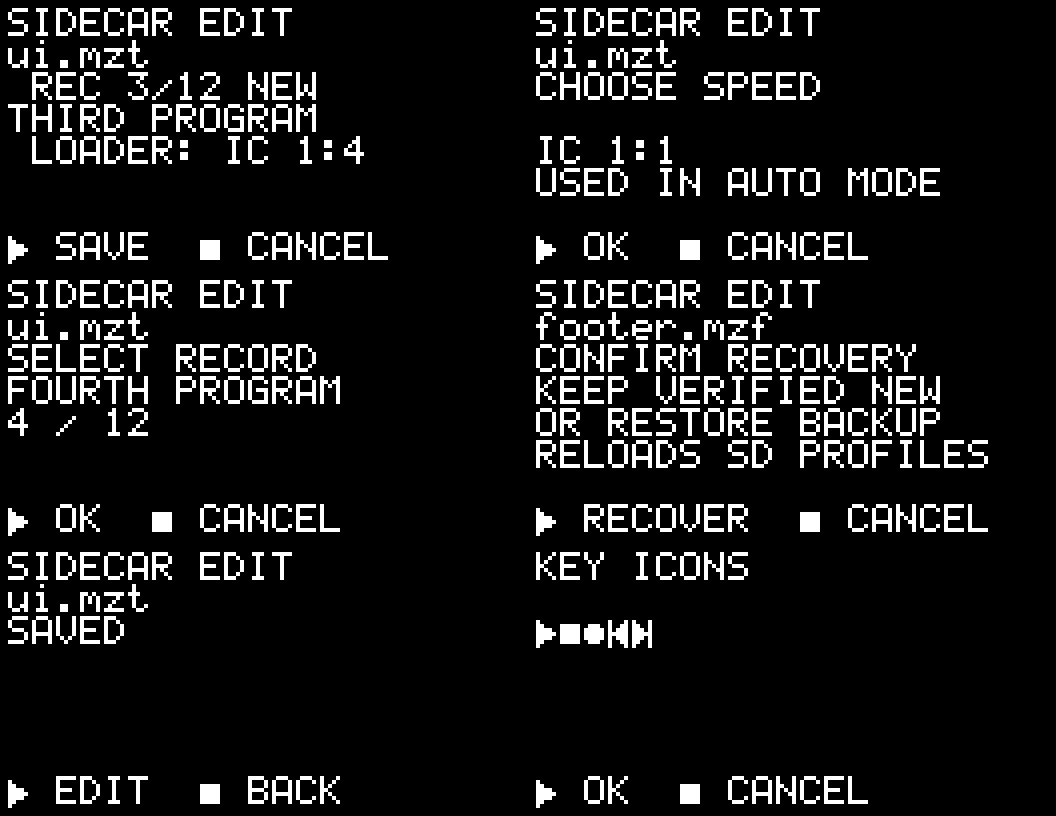 SIDECAR EDIT
ui.mzt
REC 3/12 NEW
THIRD PROGRAM
LOADER: IC 1:4
▶ SAVE ■ CANCEL
SIDECAR EDIT
ui.mzt
CHOOSE SPEED
IC 1:1
USED IN AUTO MODE
▶ OK ■ CANCEL
SIDECAR EDIT
ui.mzt
SELECT RECORD
FOURTH PROGRAM
4 / 12
▶ OK ■ CANCEL
SIDECAR EDIT
footer.mzf
CONFIRM RECOVERY
KEEP VERIFIED NEW
OR RESTORE BACKUP
RELOADS SD PROFILES
▶ RECOVER ■ CANCEL
SIDECAR EDIT
ui.mzt
SAVED
▶ EDIT ■ BACK
KEY ICONS
▶■●⏮⏭
▶ OK ■ CANCEL